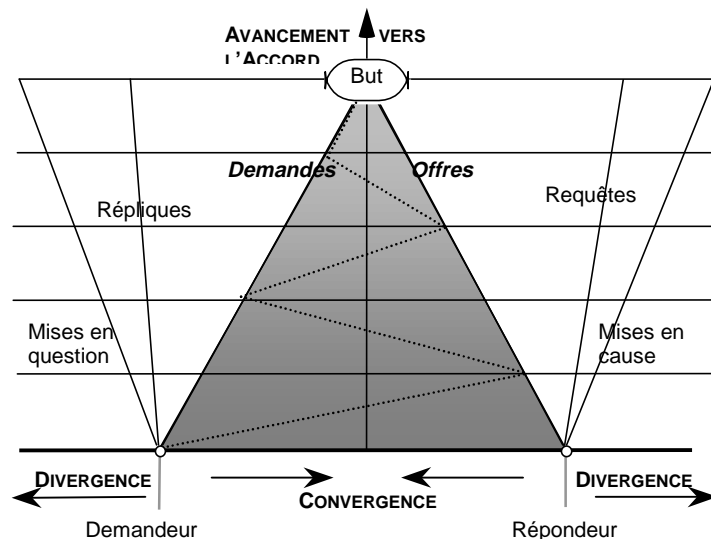 AVANCEMENT VERS
L'ACCORD
But
Demandes Offres
Répliques
Requêtes
Mises en
question
Mises en
cause
DIVERGENCE
DIVERGENCE
CONVERGENCE
Demandeur
Répondeur